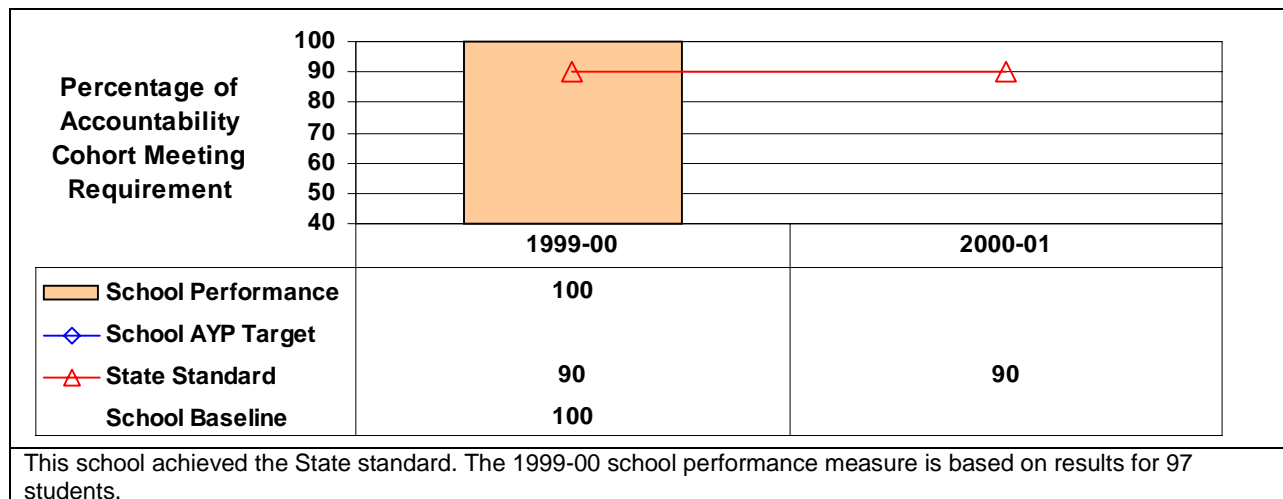 Percentage of
Accountability
Cohort Meeting
Requirement
100
90
80
70
60
50
40
1999-00 2000-01
School Performance 100
School AYP Target
State Standard 90 90
School Baseline 100
This school achieved the State standard. The 1999-00 school performance measure is based on results for 97
students.